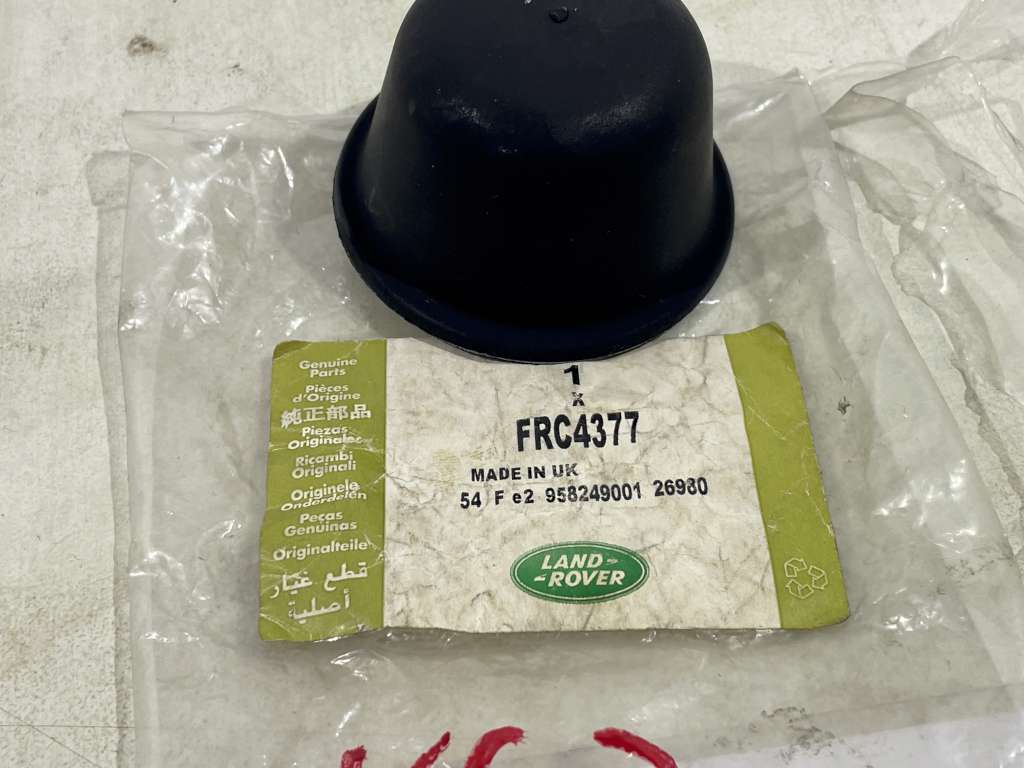 Genuine
Parts
Pièces
d'Origine
純正部品
Piezas
Originales
Ricambi
Originali
Originele
Onderdelen
Peças
Genuinas
Originalteile
قطع غيار
أصلية
1
x
FRC4377
MADE IN UK
54 F e2 958249001 26980
LAND-
-ROVER